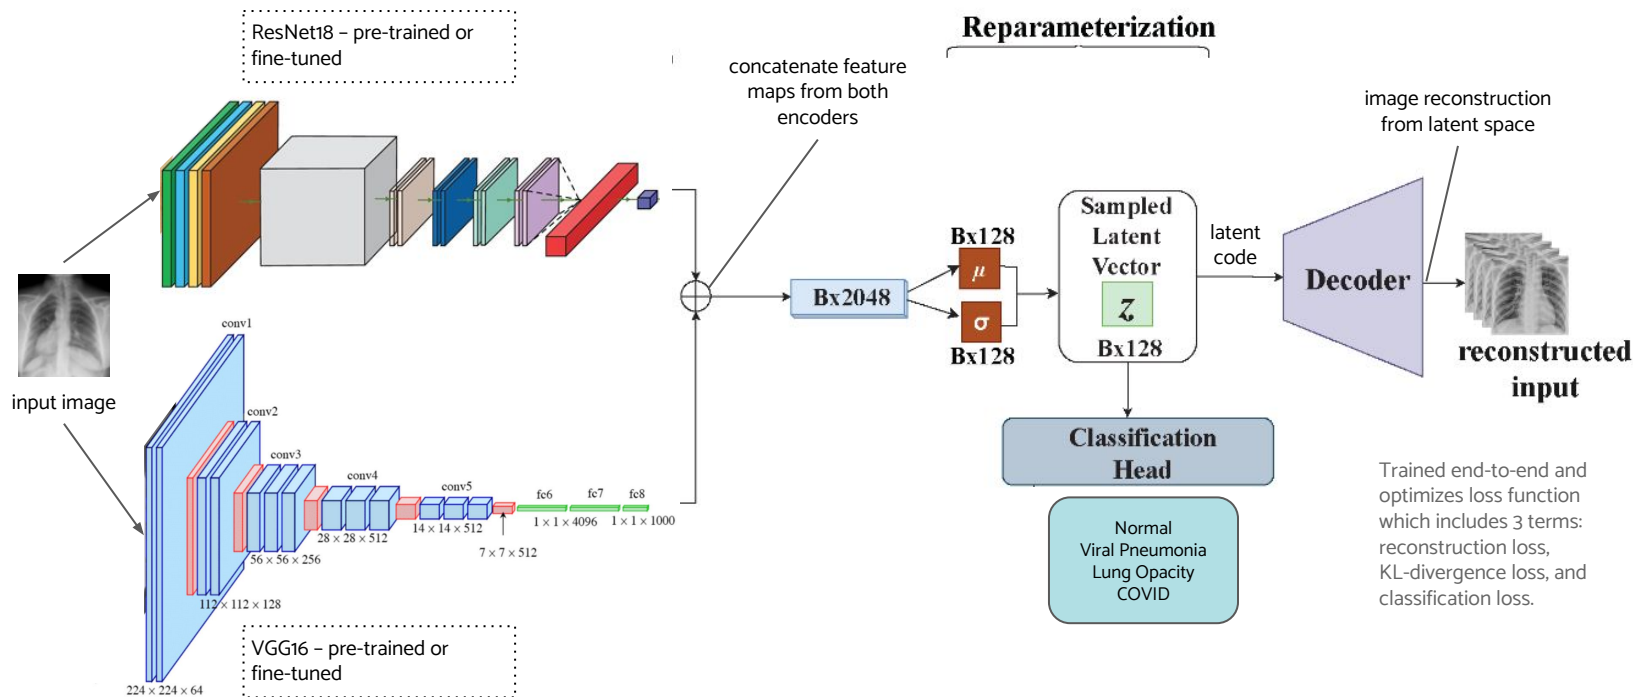 ResNet18 – pre-trained or
fine-tuned
Reparameterization
concatenate feature
maps from both
encoders
image reconstruction
from latent space
input image
Bx2048
Bx128
μ
σ
Bx128
Sampled
Latent
Vector
z
Bx128
latent
code
Decoder
reconstructed
input
Classification
Head
Normal
Viral Pneumonia
Lung Opacity
COVID
Trained end-to-end and
optimizes loss function
which includes 3 terms:
reconstruction loss,
KL-divergence loss, and
classification loss.
conv1
conv2
conv3
conv4
conv5
fc6
fc7
fc8
1 × 1 × 4096
1 × 1 × 1000
14 × 14 × 512
28 × 28 × 512
7 × 7 × 512
56 × 56 × 256
112 × 112 × 128
224 × 224 × 64
VGG16 – pre-trained or
fine-tuned